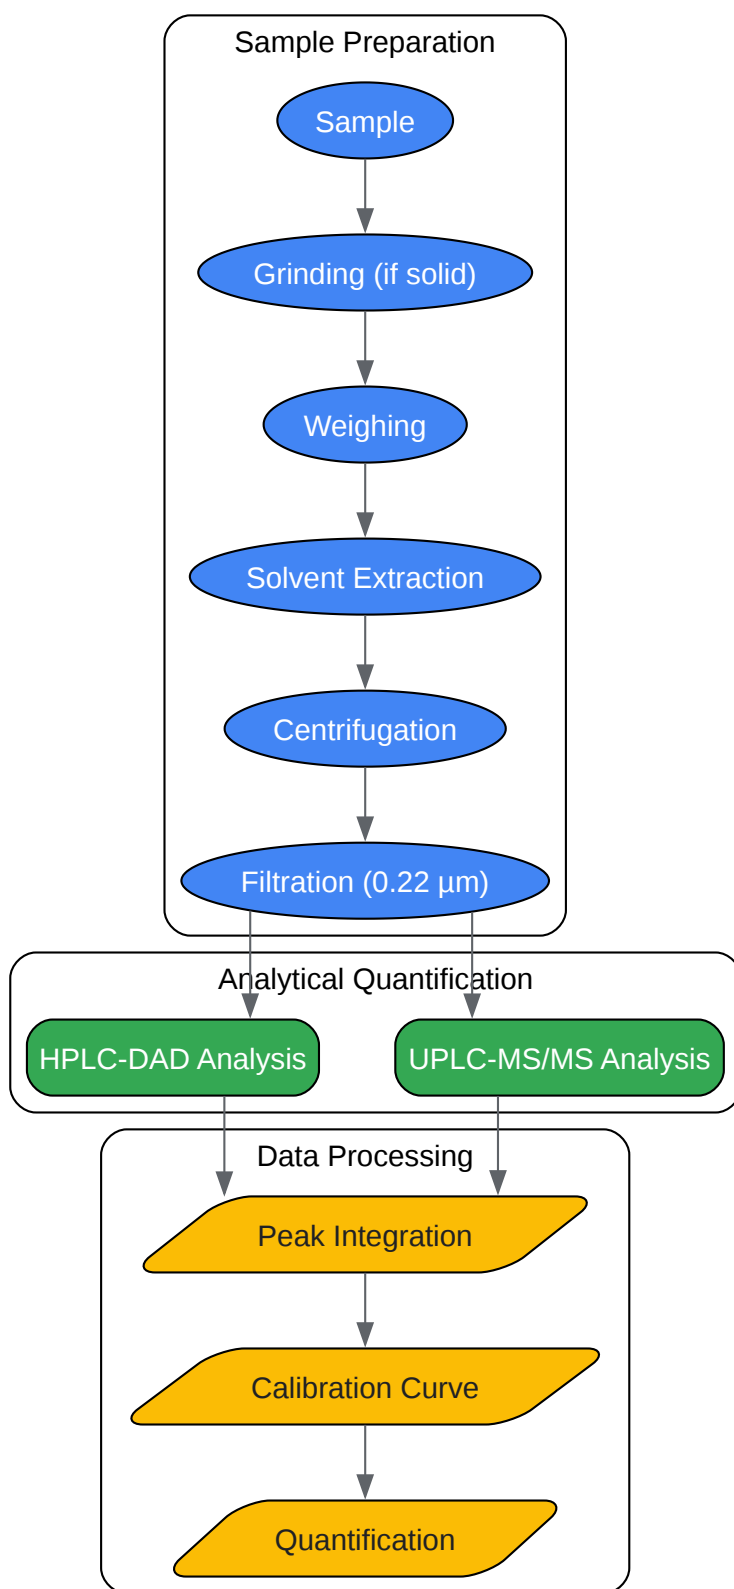 Sample Preparation
Sample
Grinding (if solid)
Weighing
Solvent Extraction
Centrifugation
Filtration (0.22 µm)
Analytical Quantification
HPLC-DAD Analysis
UPLC-MS/MS Analysis
Data Processing
Peak Integration
Calibration Curve
Quantification